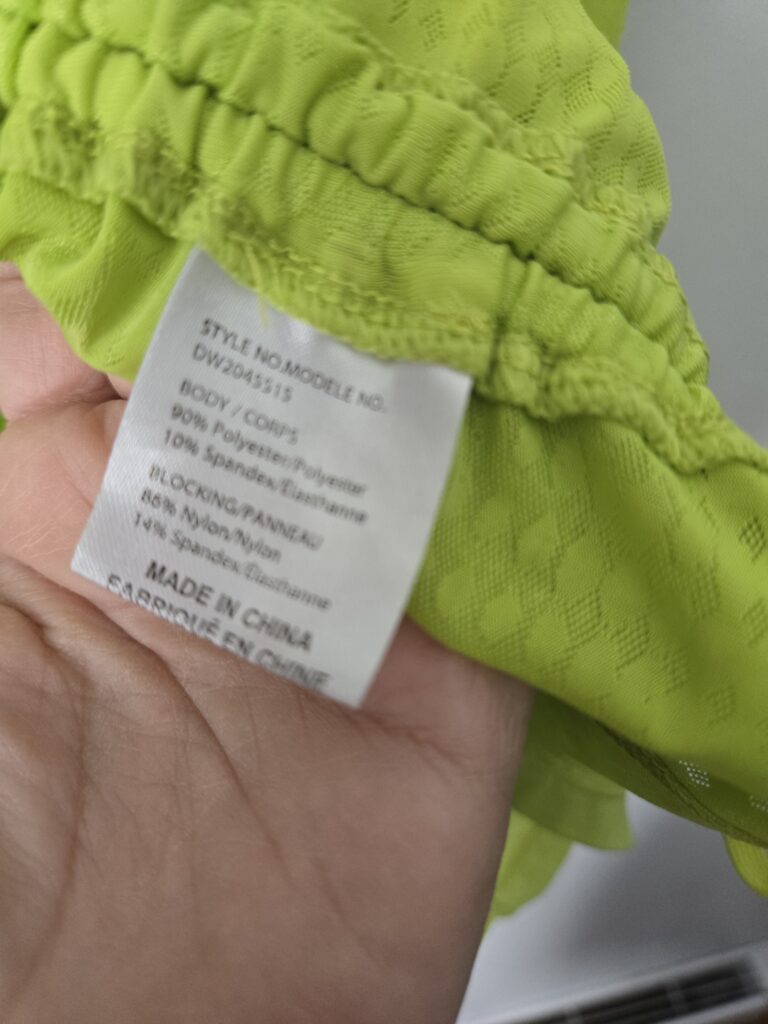 STYLE NO.MODELE NO.
DW2045515
BODY / CORPS
90% Polyester/Polyester
10% Spandex/Elasthanne
BLOCKING/PANNEAU
86% Nylon/Nylon
14% Spandex/Elasthanne
MADE IN CHINA
FABRIQUÉ EN CHINE